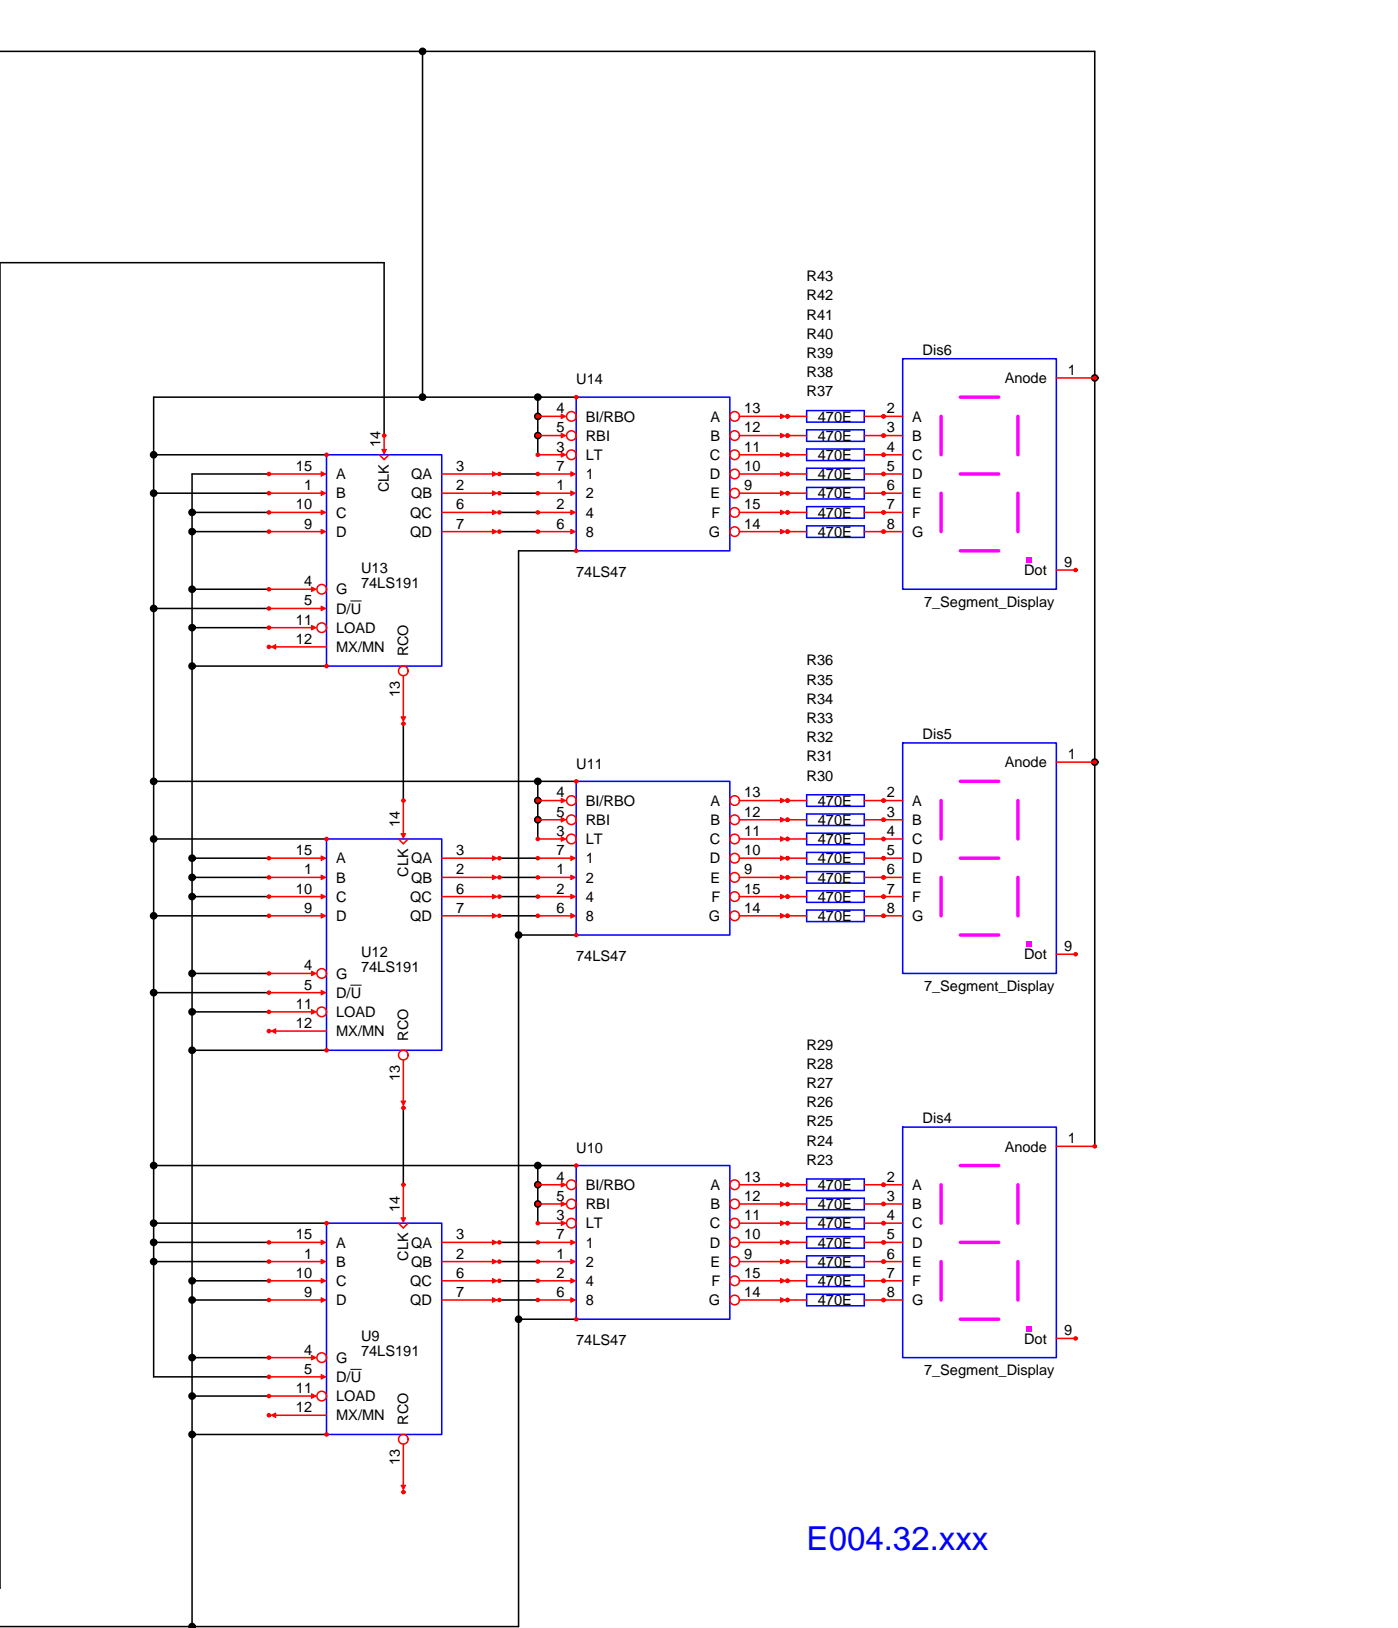 R43
R42
R41
R40
R39
R38
R37
Dis6
Anode 1
U14
14
CLK
4 BI/RBO A 13 470E 2 A
5 RBI B 12 470E 3 B
3 LT C 11 470E 4 C
15 A QA 3 7 1 D 10 470E 5 D
1 B QB 2 1 2 E 9 470E 6 E
10 C QC 6 2 4 F 15 470E 7 F
9 D QD 7 6 8 G 14 470E 8 G
U13
74LS191
74LS47
Dot 9
4 G
5 D/U̅
7_Segment_Display
11 LOAD
12 MX/MN
RCO
13
R36
R35
R34
R33
R32
R31
R30
Dis5
Anode 1
U11
14
CLK
4 BI/RBO A 13 470E 2 A
5 RBI B 12 470E 3 B
3 LT C 11 470E 4 C
15 A QA 3 7 1 D 10 470E 5 D
1 B QB 2 1 2 E 9 470E 6 E
10 C QC 6 2 4 F 15 470E 7 F
9 D QD 7 6 8 G 14 470E 8 G
U12
74LS191
74LS47
Dot 9
4 G
5 D/U̅
7_Segment_Display
11 LOAD
12 MX/MN
RCO
13
R29
R28
R27
R26
R25
R24
R23
Dis4
Anode 1
U10
14
CLK
4 BI/RBO A 13 470E 2 A
5 RBI B 12 470E 3 B
3 LT C 11 470E 4 C
15 A QA 3 7 1 D 10 470E 5 D
1 B QB 2 1 2 E 9 470E 6 E
10 C QC 6 2 4 F 15 470E 7 F
9 D QD 7 6 8 G 14 470E 8 G
U9
74LS191
74LS47
Dot 9
4 G
5 D/U̅
7_Segment_Display
11 LOAD
12 MX/MN
RCO
13
E004.32.xxx